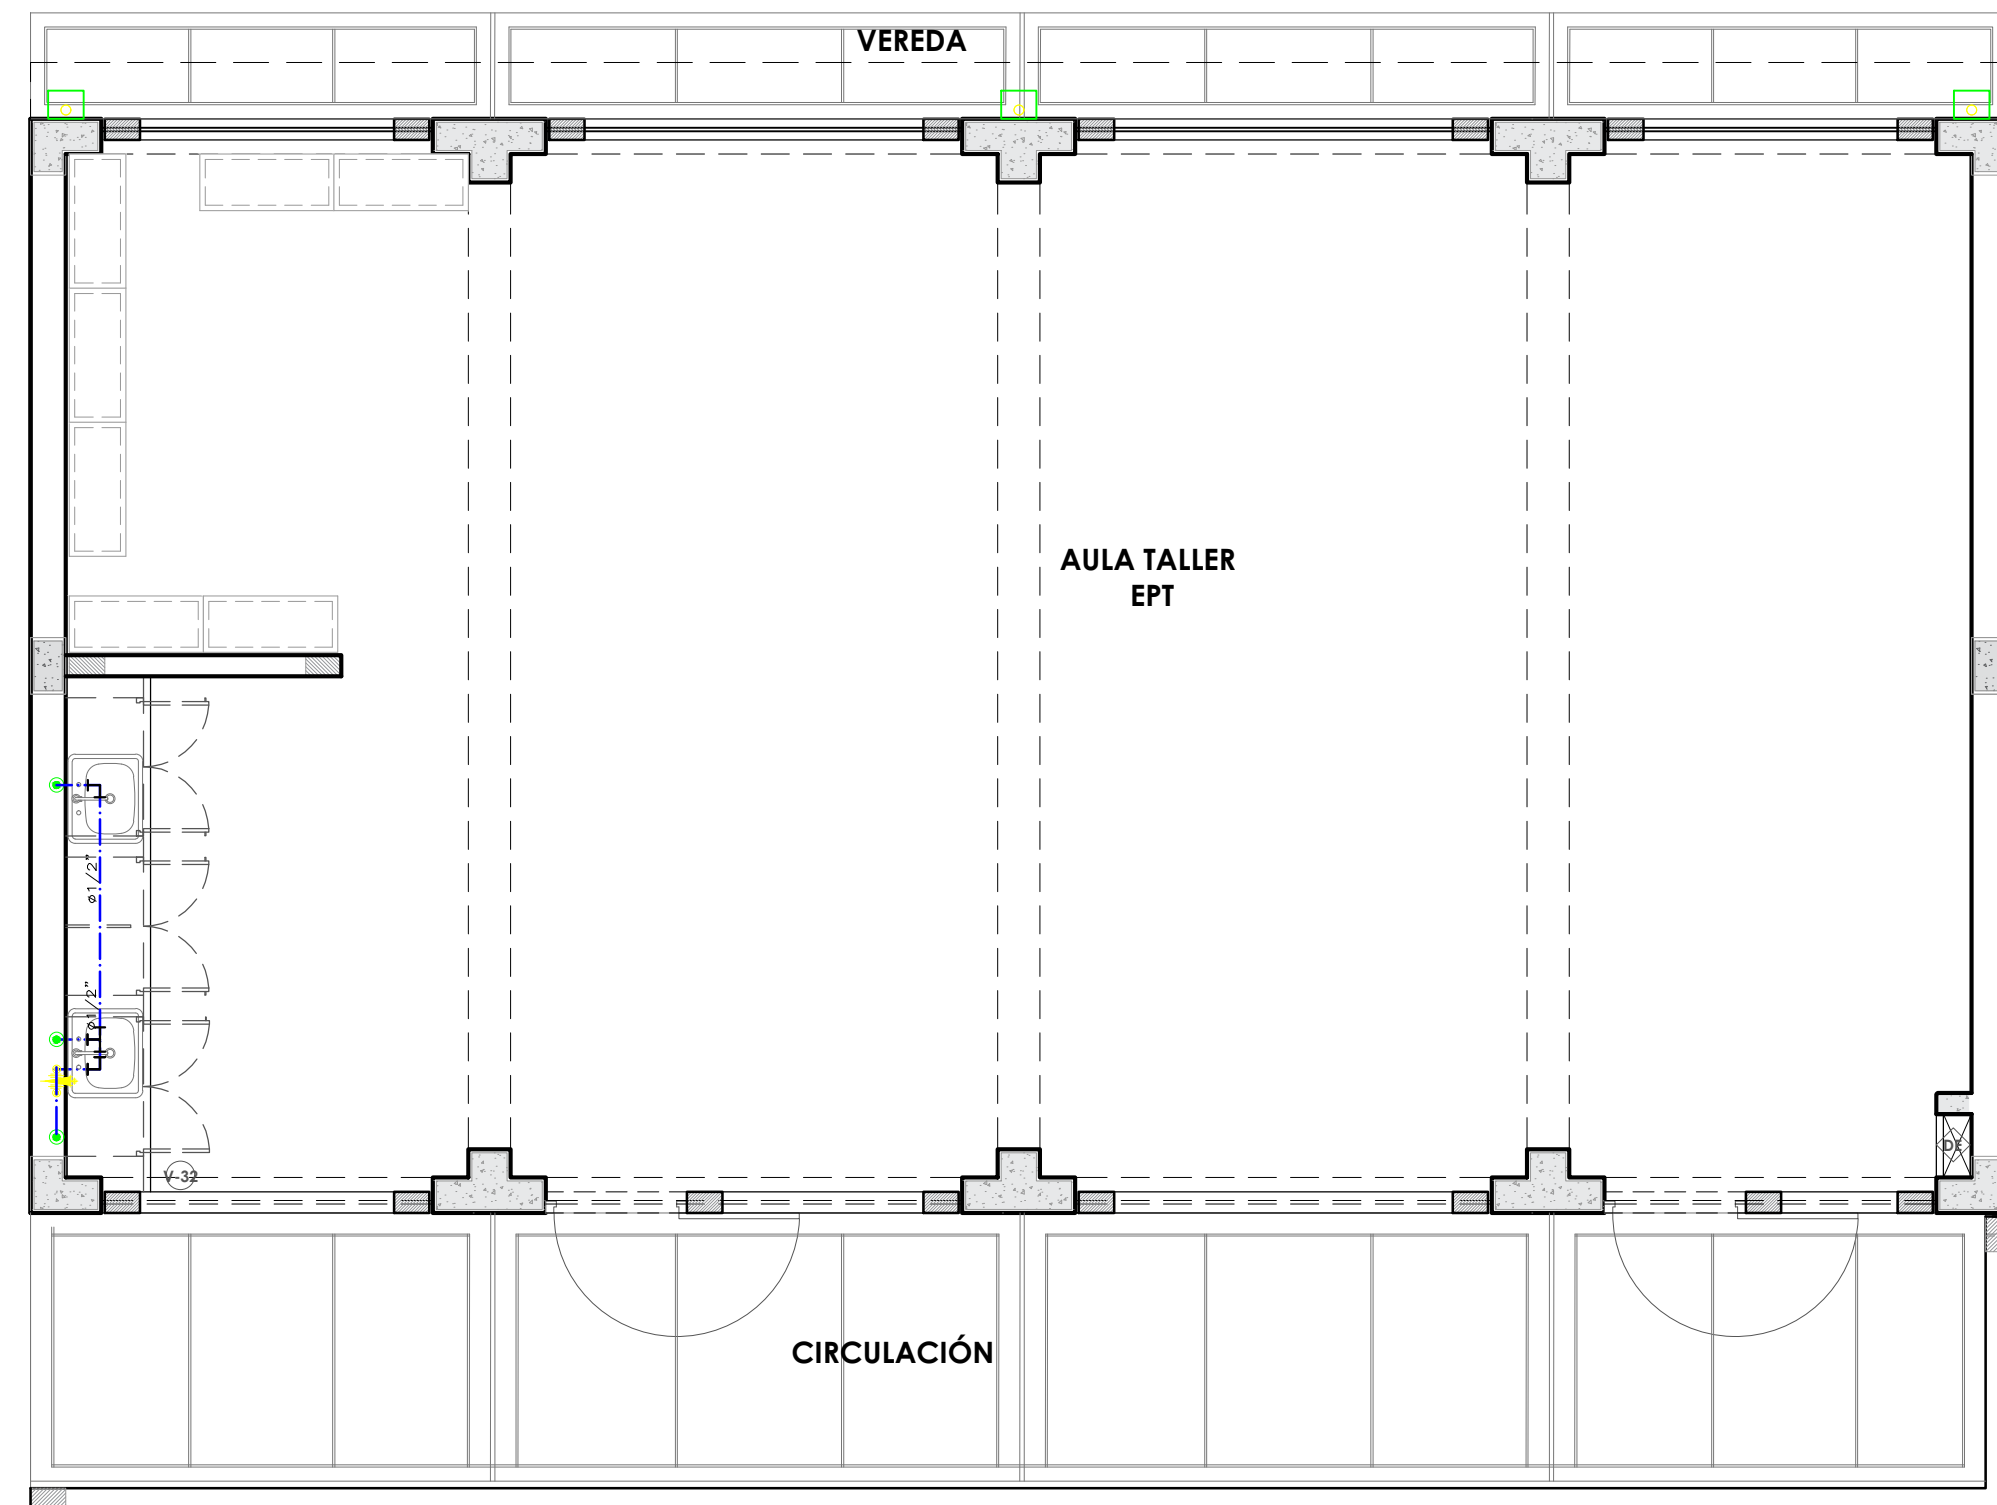 VEREDA
AULA TALLER
EPT
ø1/2"
ø1/2"
V-32
DE
CIRCULACIÓN